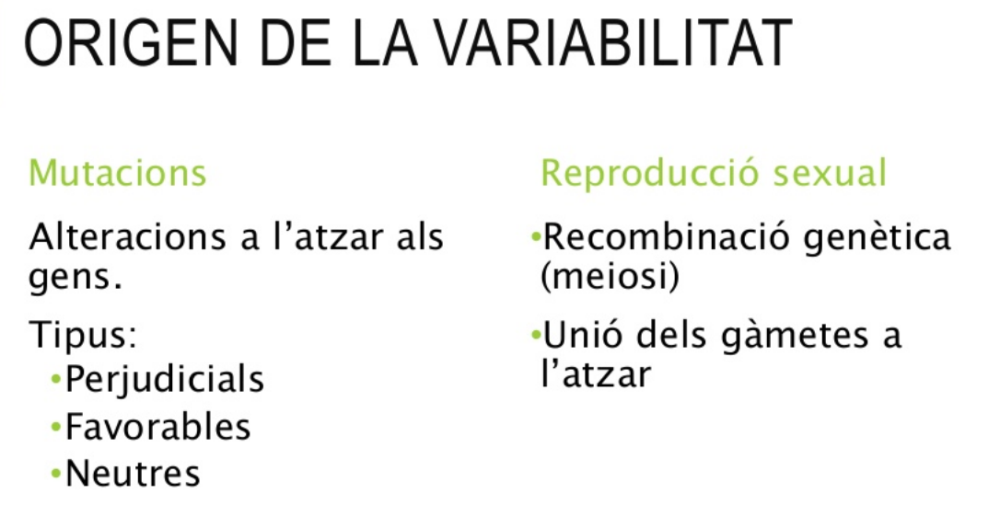 ORIGEN DE LA VARIABILITAT
Mutacions
Alteracions a l’atzar als
gens.
Tipus:
•Perjudicials
•Favorables
•Neutres
Reproducció sexual
•Recombinació genètica
(meiosi)
•Unió dels gàmetes a
l’atzar